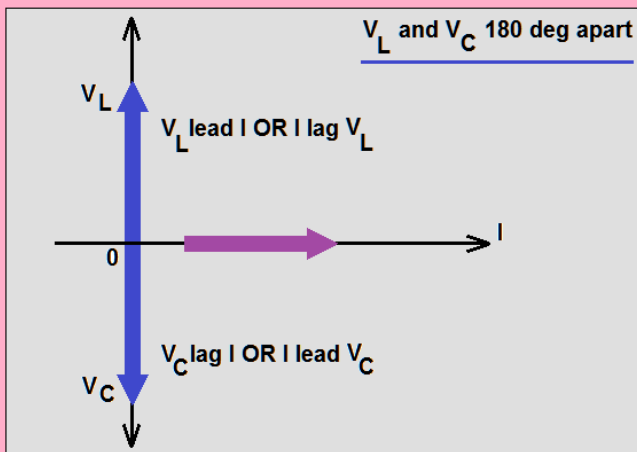 VL and VC 180 deg apart
VL
VL lead I OR I lag VL
I
0
VC lag I OR I lead VC
VC